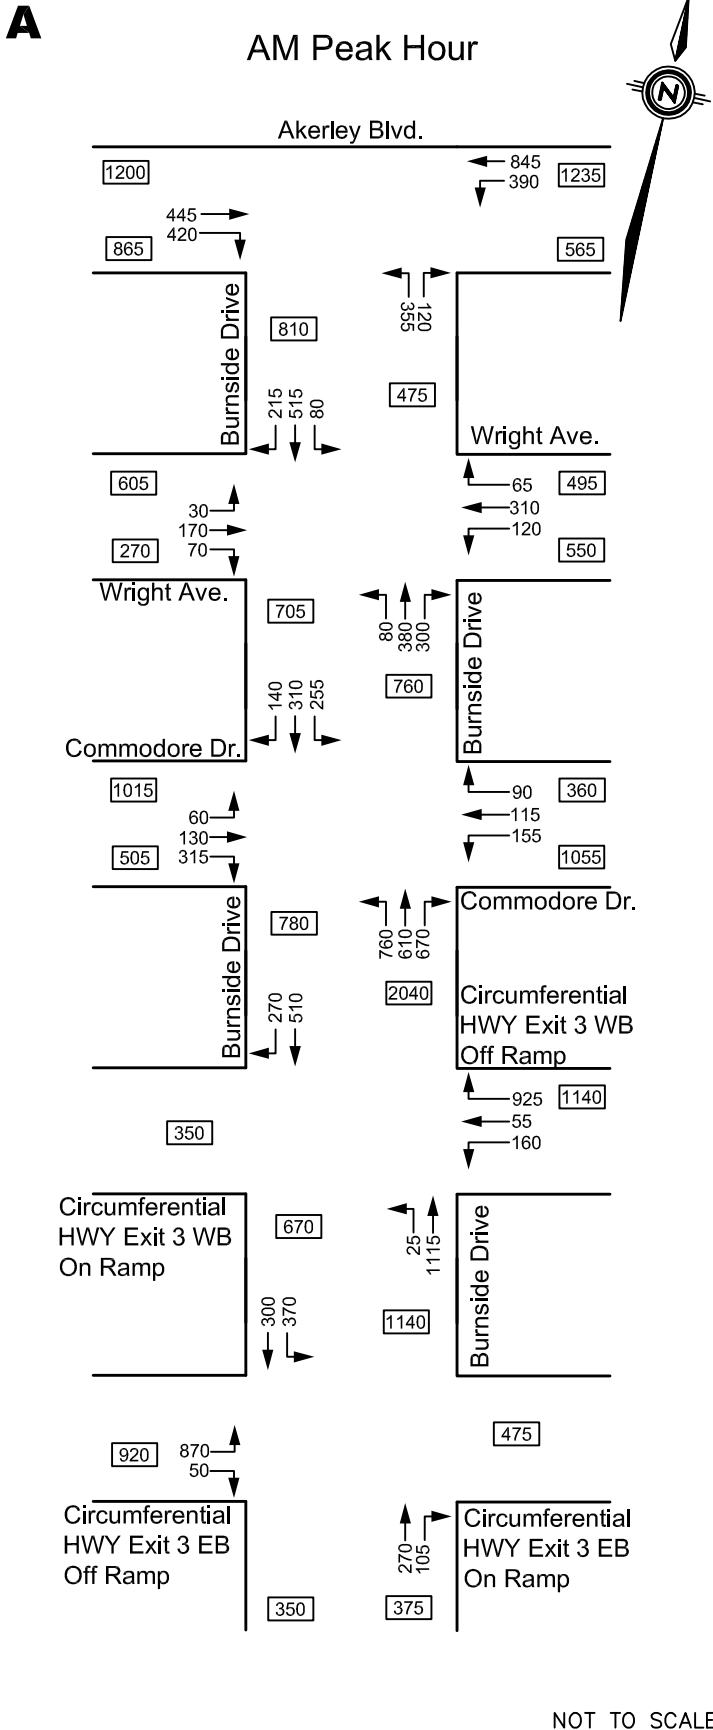 A
AM Peak Hour
N
Akerley Blvd.
1200
845
390
1235
445
420
865
565
Burnside Drive
810
355
120
475
215
515
80
Wright Ave.
605
65
310
120
495
30
170
70
270
550
Wright Ave.
705
80
380
300
Burnside Drive
760
140
310
255
Commodore Dr.
1015
90
115
155
360
60
130
315
505
1055
Burnside Drive
780
760
610
670
Commodore Dr.
2040
270
510
Circumferential
HWY Exit 3 WB
Off Ramp
925
55
160
1140
350
Circumferential
HWY Exit 3 WB
On Ramp
670
25
1115
Burnside Drive
300
370
1140
475
920
870
50
Circumferential
HWY Exit 3 EB
Off Ramp
270
105
Circumferential
HWY Exit 3 EB
On Ramp
350
375
NOT TO SCALE